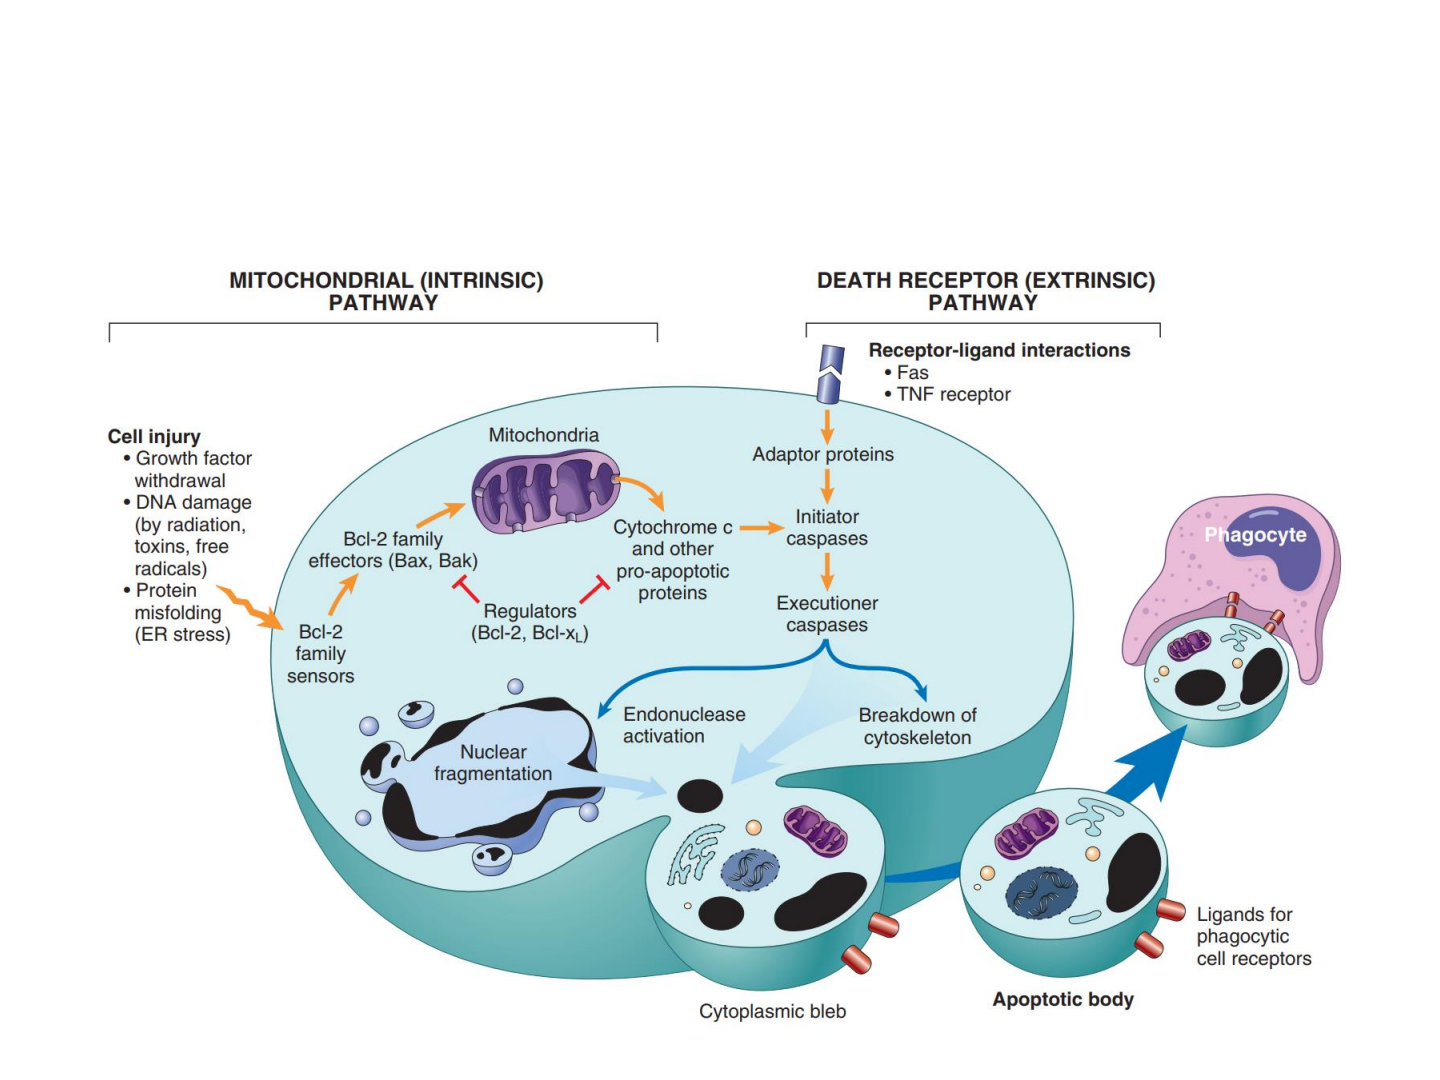 MITOCHONDRIAL (INTRINSIC)
PATHWAY
DEATH RECEPTOR (EXTRINSIC)
PATHWAY
Receptor-ligand interactions
• Fas
• TNF receptor
Cell injury
• Growth factor
withdrawal
• DNA damage
(by radiation,
toxins, free
radicals)
• Protein
misfolding
(ER stress)
Mitochondria
Adaptor proteins
Bcl-2 family
effectors (Bax, Bak)
Cytochrome c
and other
pro-apoptotic
proteins
Initiator
caspases
Regulators
(Bcl-2, Bcl-xL)
Executioner
caspases
Bcl-2
family
sensors
Phagocyte
Endonuclease
activation
Breakdown of
cytoskeleton
Nuclear
fragmentation
Ligands for
phagocytic
cell receptors
Cytoplasmic bleb
Apoptotic body